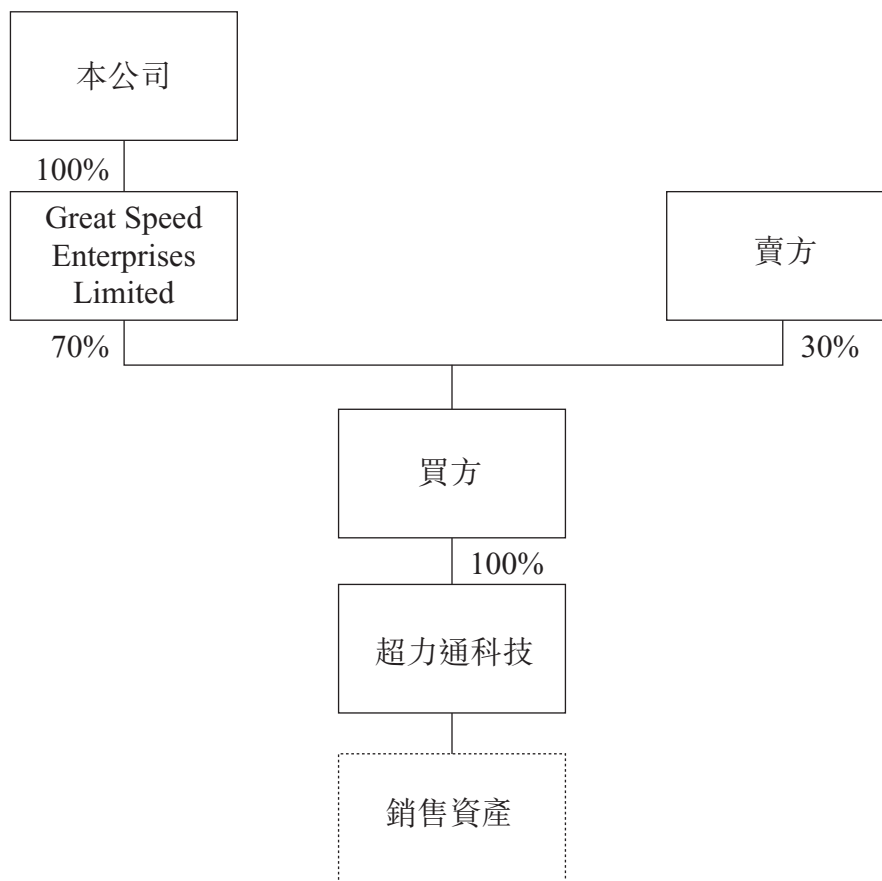 本公司
100%
Great Speed
Enterprises
Limited
賣方
70%
30%
買方
100%
超力通科技
銷售資產